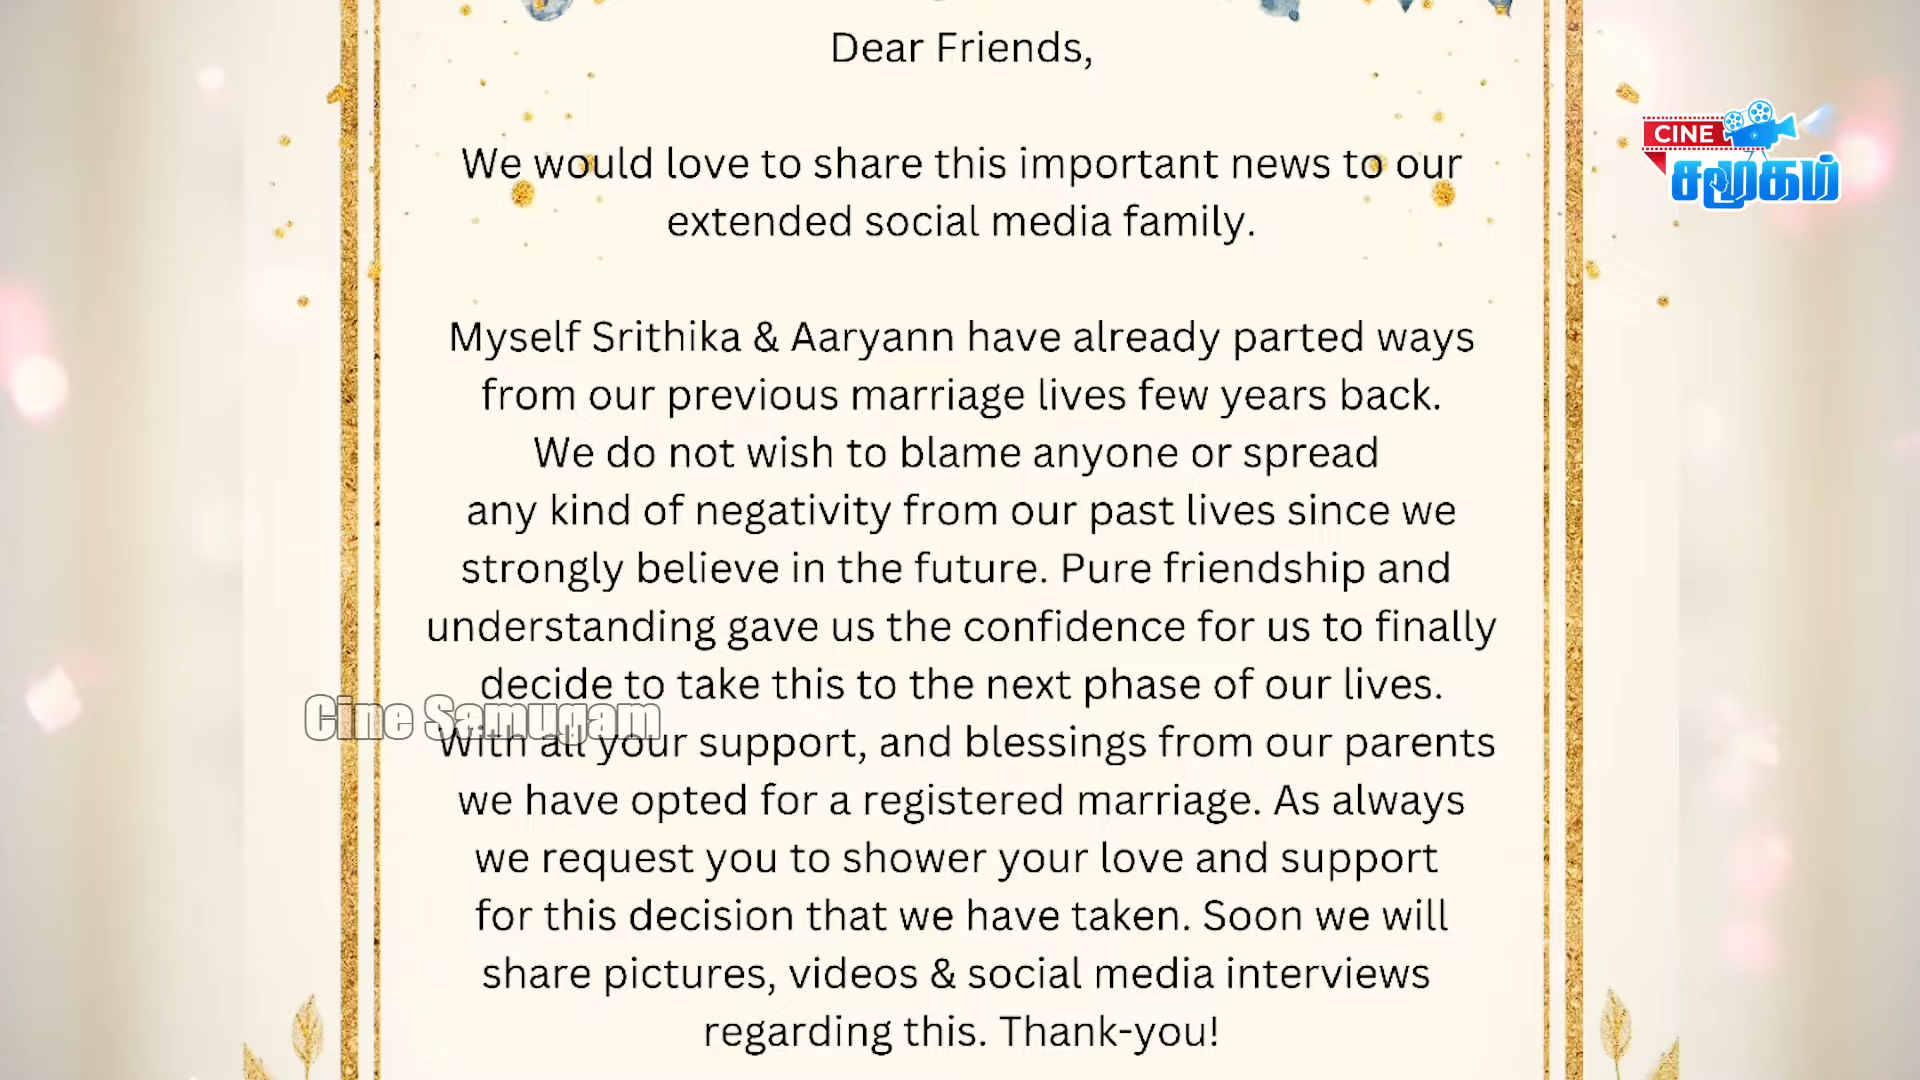 Dear Friends,
We would love to share this important news to our
extended social media family.
Myself Srithika & Aaryann have already parted ways
from our previous marriage lives few years back.
We do not wish to blame anyone or spread
any kind of negativity from our past lives since we
strongly believe in the future. Pure friendship and
understanding gave us the confidence for us to finally
decide to take this to the next phase of our lives.
With all your support, and blessings from our parents
we have opted for a registered marriage. As always
we request you to shower your love and support
for this decision that we have taken. Soon we will
share pictures, videos & social media interviews
regarding this. Thank-you!
CINE
சமூகம்
Cine Samugam